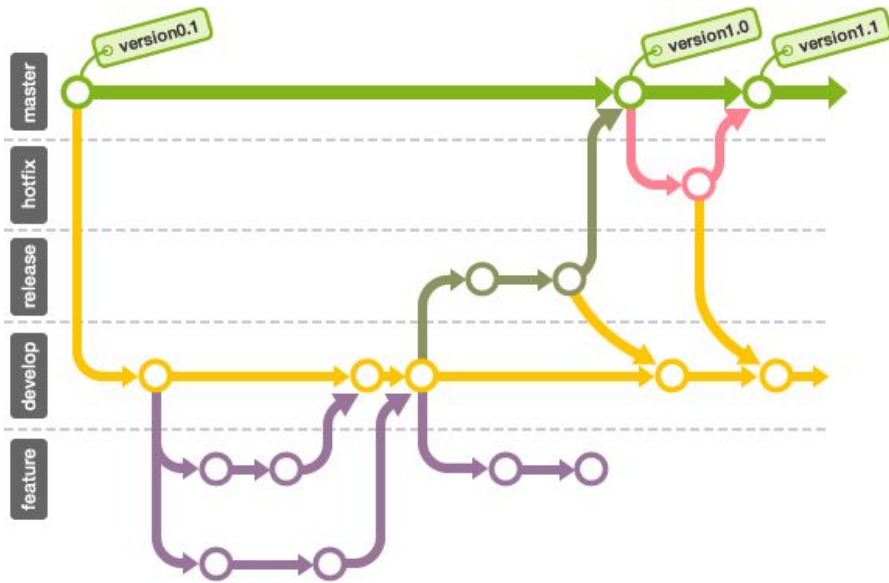 version0.1
version1.0
version1.1
master
hotfix
release
develop
feature